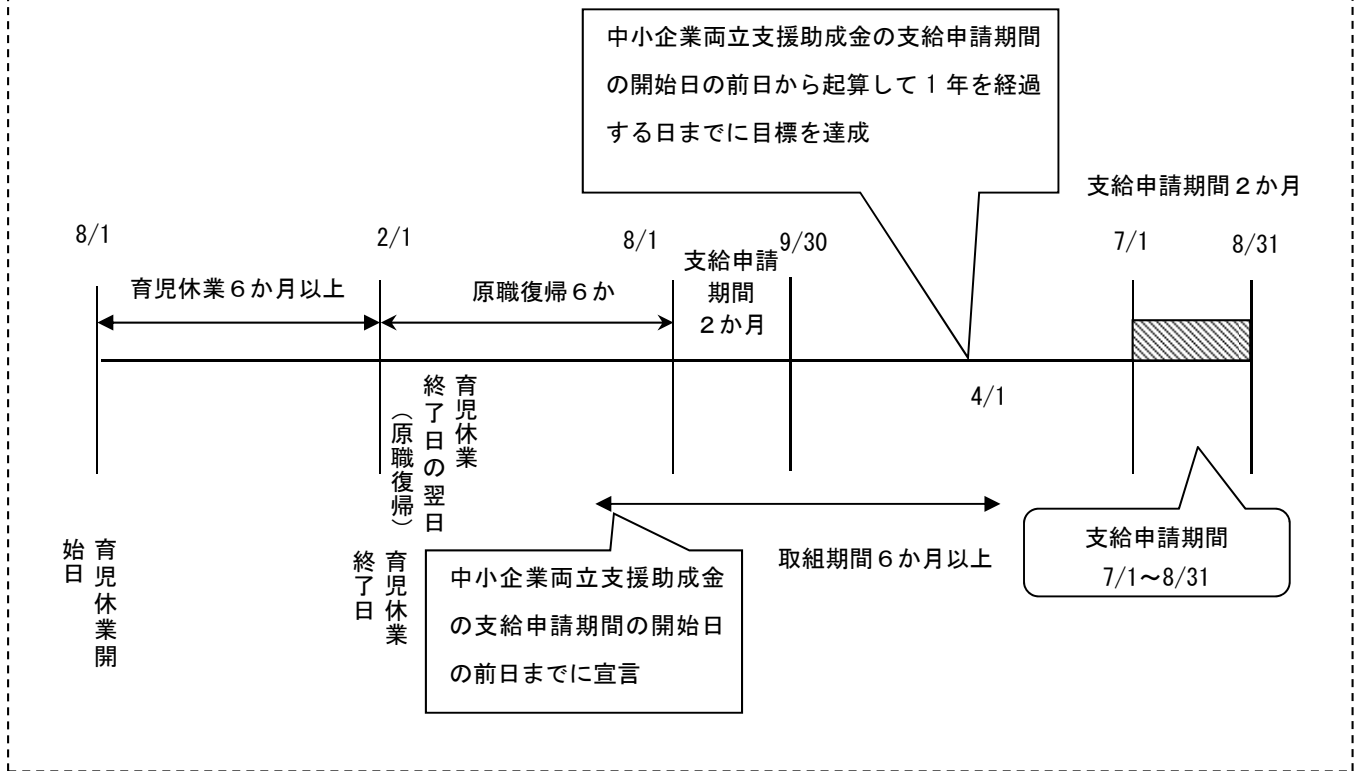 中小企業両立支援助成金の支給申請期間
の開始日の前日から起算して１年を経過
する日までに目標を達成
支給申請期間２か月
8/1
2/1
8/1
支給申請
期間
２か月
9/30
7/1
8/31
育児休業６か月以上
原職復帰６か
4/1
育児休業
終了日の翌日
（原職復帰）
育児休業開
始日
育児休業
終了日
中小企業両立支援助成金
の支給申請期間の開始日
の前日までに宣言
取組期間６か月以上
支給申請期間
7/1～8/31